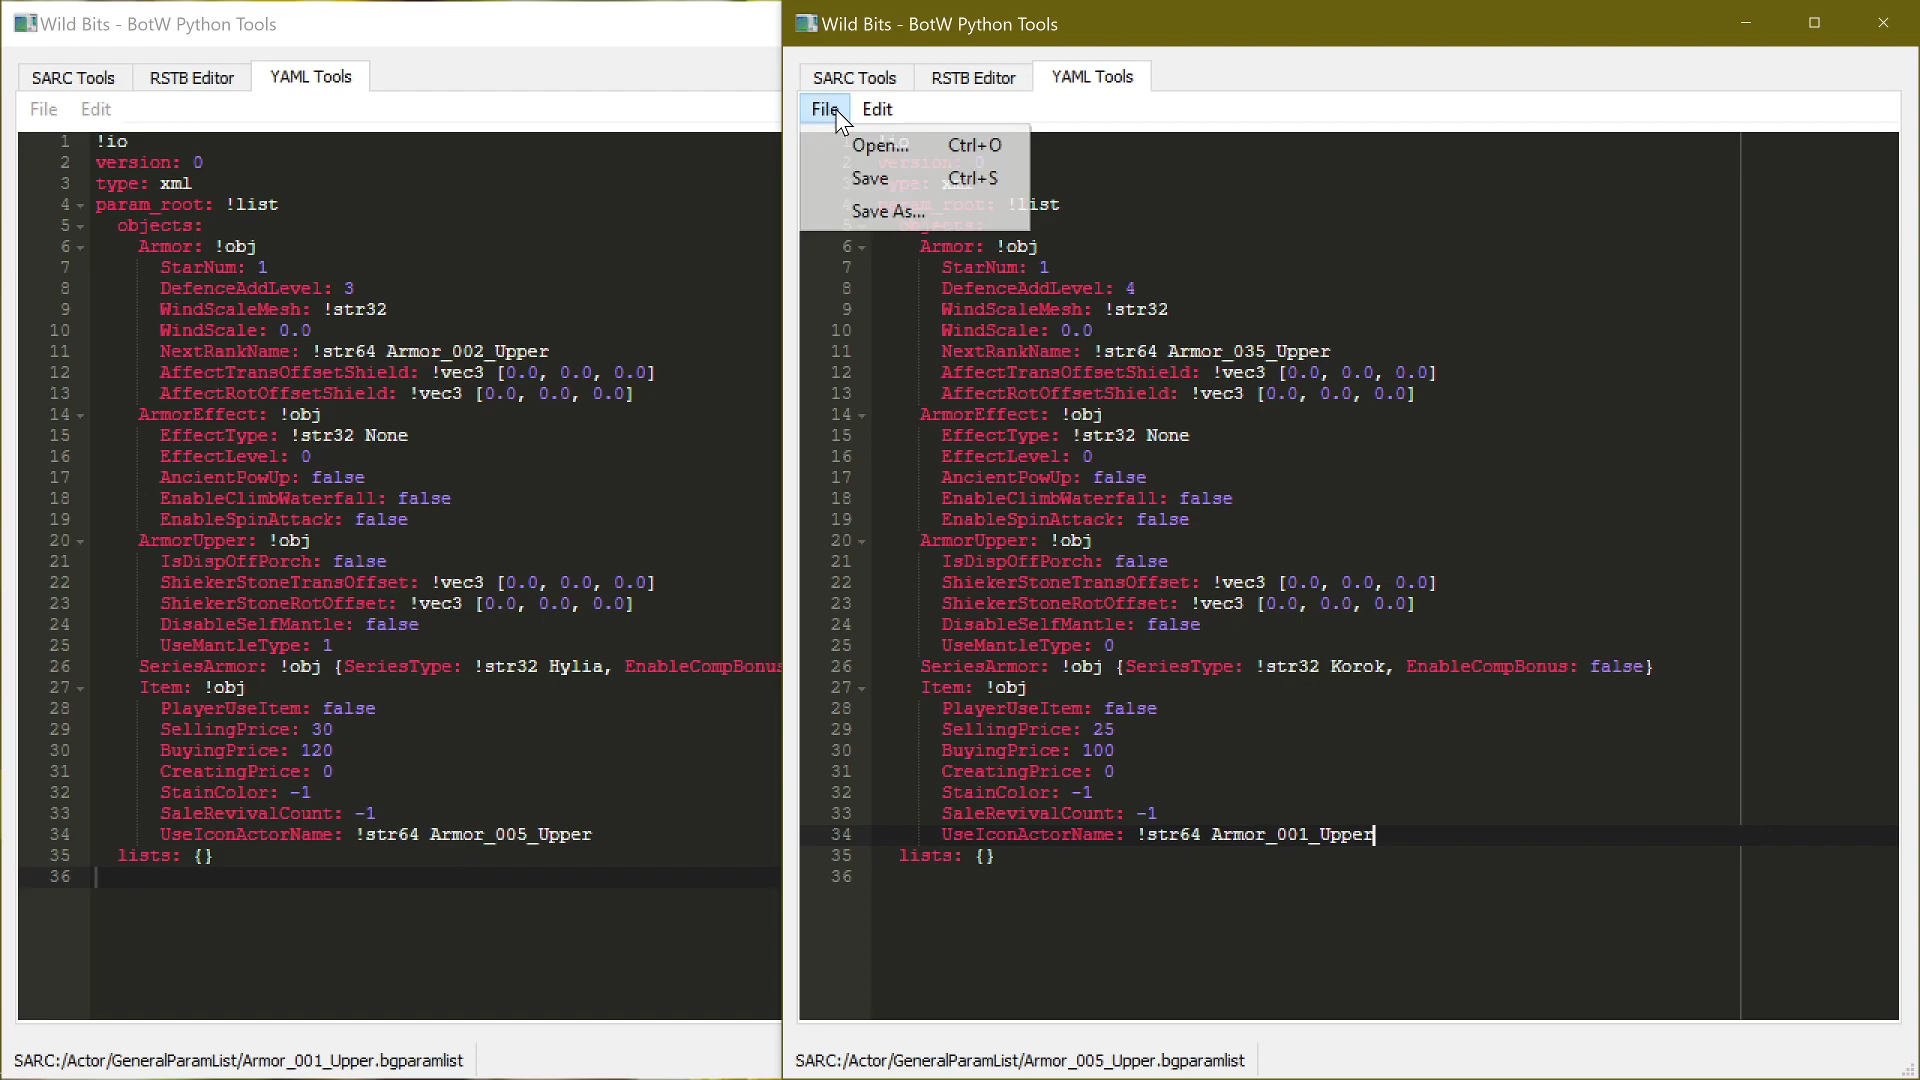 Wild Bits - BotW Python Tools
SARC Tools RSTB Editor YAML Tools
File Edit
1 !io
2 version: 0
3 type: xml
4 param_root: !list
5 objects:
6 Armor: !obj
7 StarNum: 1
8 DefenceAddLevel: 3
9 WindScaleMesh: !str32
10 WindScale: 0.0
11 NextRankName: !str64 Armor_002_Upper
12 AffectTransOffsetShield: !vec3 [0.0, 0.0, 0.0]
13 AffectRotOffsetShield: !vec3 [0.0, 0.0, 0.0]
14 ArmorEffect: !obj
15 EffectType: !str32 None
16 EffectLevel: 0
17 AncientPowUp: false
18 EnableClimbWaterfall: false
19 EnableSpinAttack: false
20 ArmorUpper: !obj
21 IsDispOffPorch: false
22 ShiekerStoneTransOffset: !vec3 [0.0, 0.0, 0.0]
23 ShiekerStoneRotOffset: !vec3 [0.0, 0.0, 0.0]
24 DisableSelfMantle: false
25 UseMantleType: 1
26 SeriesArmor: !obj {SeriesType: !str32 Hylia, EnableCompBonus
27 Item: !obj
28 PlayerUseItem: false
29 SellingPrice: 30
30 BuyingPrice: 120
31 CreatingPrice: 0
32 StainColor: -1
33 SaleRevivalCount: -1
34 UseIconActorName: !str64 Armor_005_Upper
35 lists: {}
36
SARC:/Actor/GeneralParamList/Armor_001_Upper.bgparamlist
Wild Bits - BotW Python Tools
SARC Tools RSTB Editor YAML Tools
File Edit
Open... Ctrl+O
Save Ctrl+S
Save As...
!list
6 Armor: !obj
7 StarNum: 1
8 DefenceAddLevel: 4
9 WindScaleMesh: !str32
10 WindScale: 0.0
11 NextRankName: !str64 Armor_035_Upper
12 AffectTransOffsetShield: !vec3 [0.0, 0.0, 0.0]
13 AffectRotOffsetShield: !vec3 [0.0, 0.0, 0.0]
14 ArmorEffect: !obj
15 EffectType: !str32 None
16 EffectLevel: 0
17 AncientPowUp: false
18 EnableClimbWaterfall: false
19 EnableSpinAttack: false
20 ArmorUpper: !obj
21 IsDispOffPorch: false
22 ShiekerStoneTransOffset: !vec3 [0.0, 0.0, 0.0]
23 ShiekerStoneRotOffset: !vec3 [0.0, 0.0, 0.0]
24 DisableSelfMantle: false
25 UseMantleType: 0
26 SeriesArmor: !obj {SeriesType: !str32 Korok, EnableCompBonus: false}
27 Item: !obj
28 PlayerUseItem: false
29 SellingPrice: 25
30 BuyingPrice: 100
31 CreatingPrice: 0
32 StainColor: -1
33 SaleRevivalCount: -1
34 UseIconActorName: !str64 Armor_001_Upper
35 lists: {}
36
SARC:/Actor/GeneralParamList/Armor_005_Upper.bgparamlist